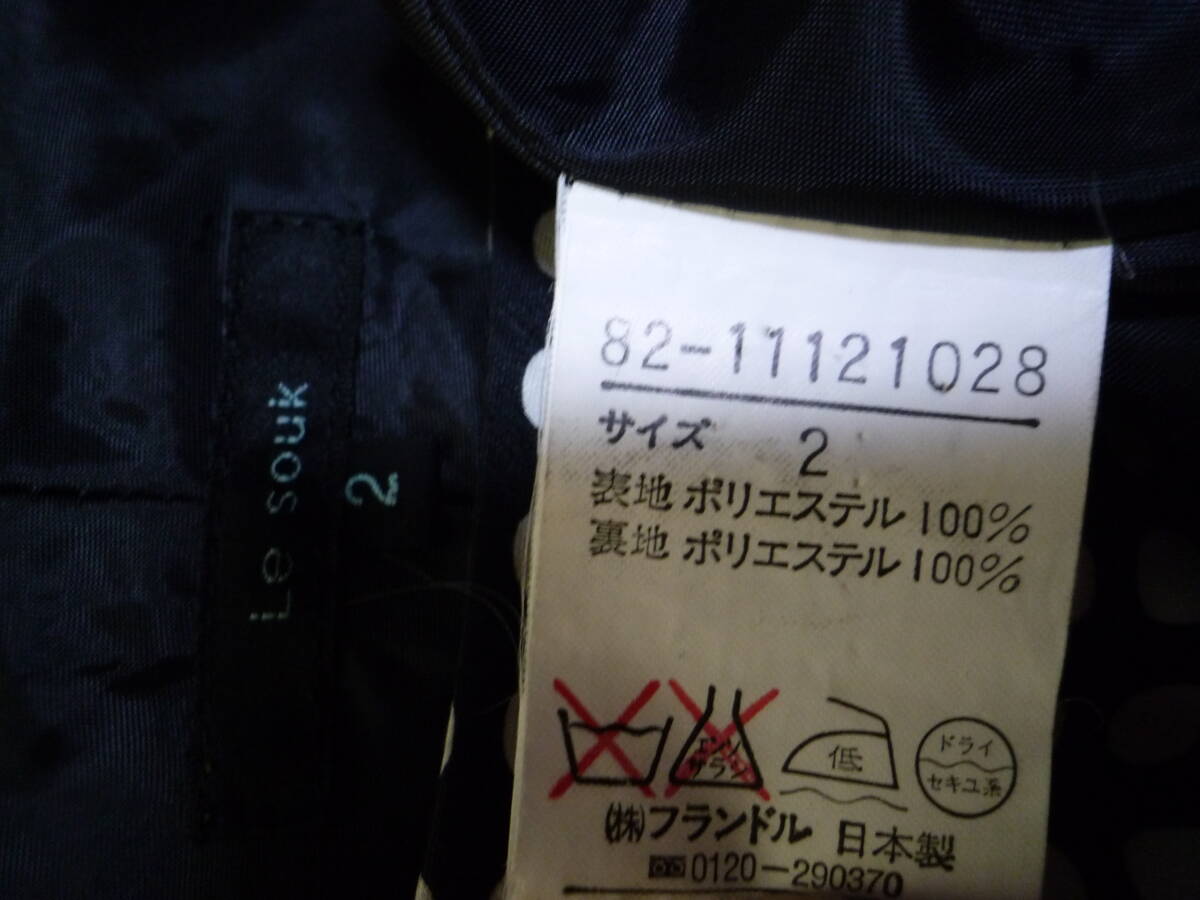 Le souk
2
82-11121028
サイズ 2
表地 ポリエステル 100%
裏地 ポリエステル 100%
エンソ
サラシ
低
ドライ
セキユ系
(株)フランドル 日本製
0120-290370